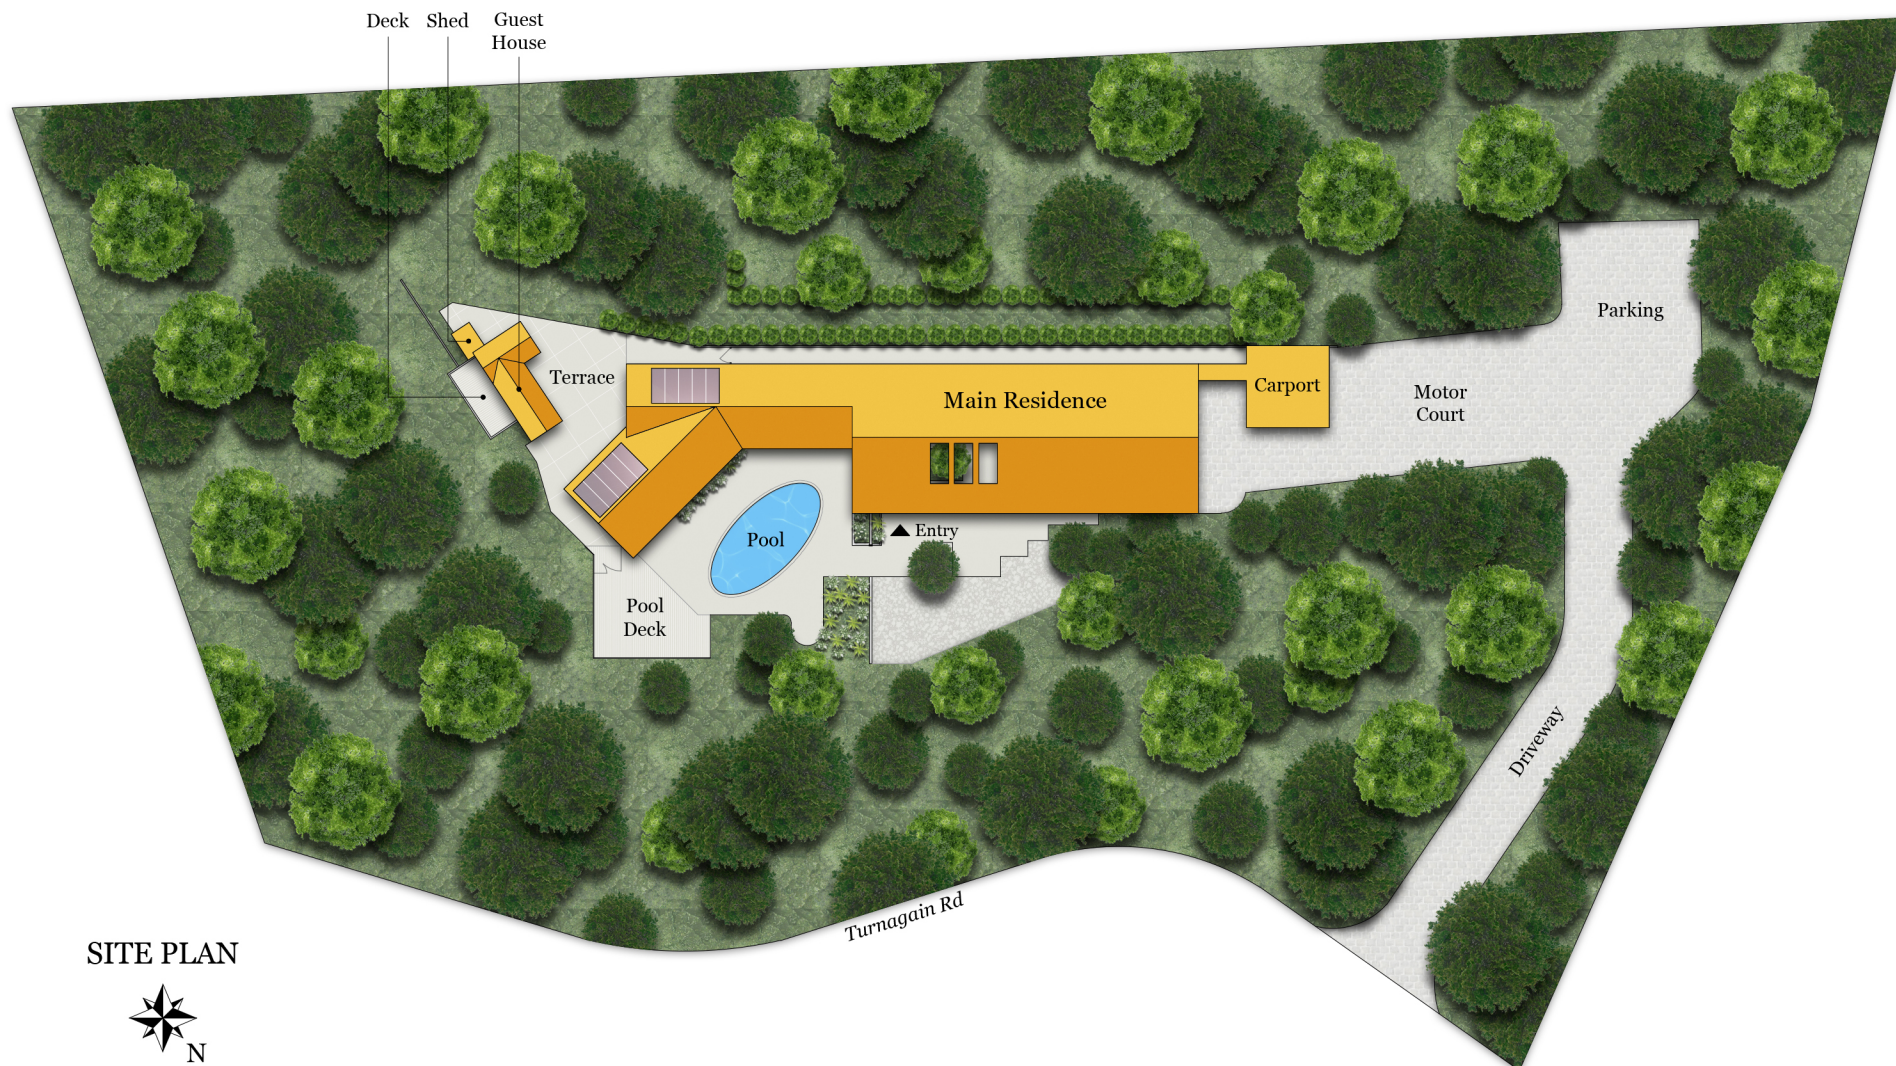 Deck
Shed
Guest
House
Parking
Terrace
Main Residence
Carport
Motor
Court
Pool
Entry
Pool
Deck
Driveway
Turnagain Rd
SITE PLAN
N